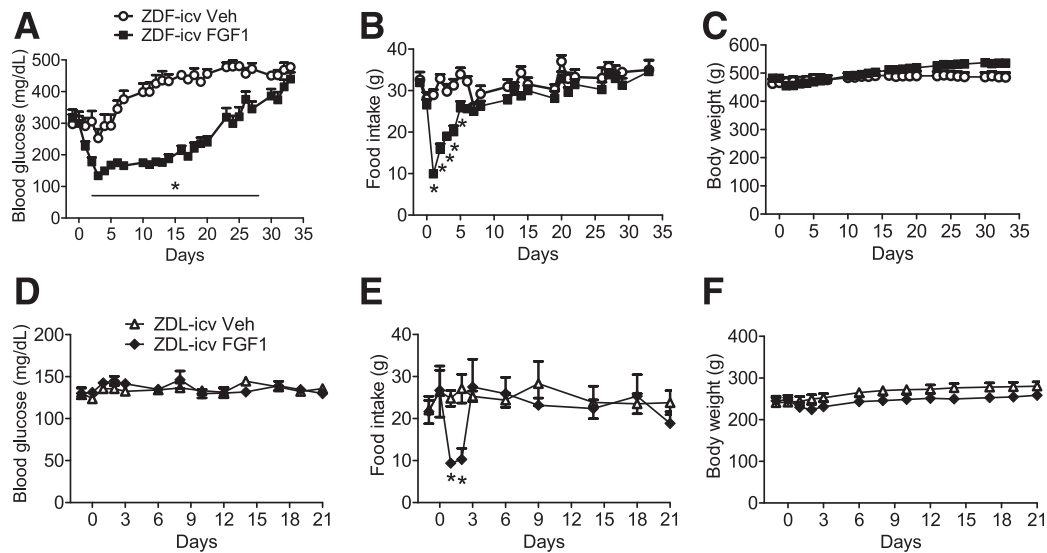 A
ZDF-icv Veh
ZDF-icv FGF1
Blood glucose (mg/dL)
500
400
300
200
100
0
*
0 5 10 15 20 25 30 35
Days
B
Food intake (g)
40
30
20
10
0
*
*
*
*
*
0 5 10 15 20 25 30 35
Days
C
Body weight (g)
600
500
400
300
200
100
0
0 5 10 15 20 25 30 35
Days
D
ZDL-icv Veh
ZDL-icv FGF1
Blood glucose (mg/dL)
200
150
100
50
0
0 3 6 9 12 15 18 21
Days
E
Food intake (g)
40
30
20
10
0
* *
0 3 6 9 12 15 18 21
Days
F
Body weight (g)
400
300
200
100
0
0 3 6 9 12 15 18 21
Days